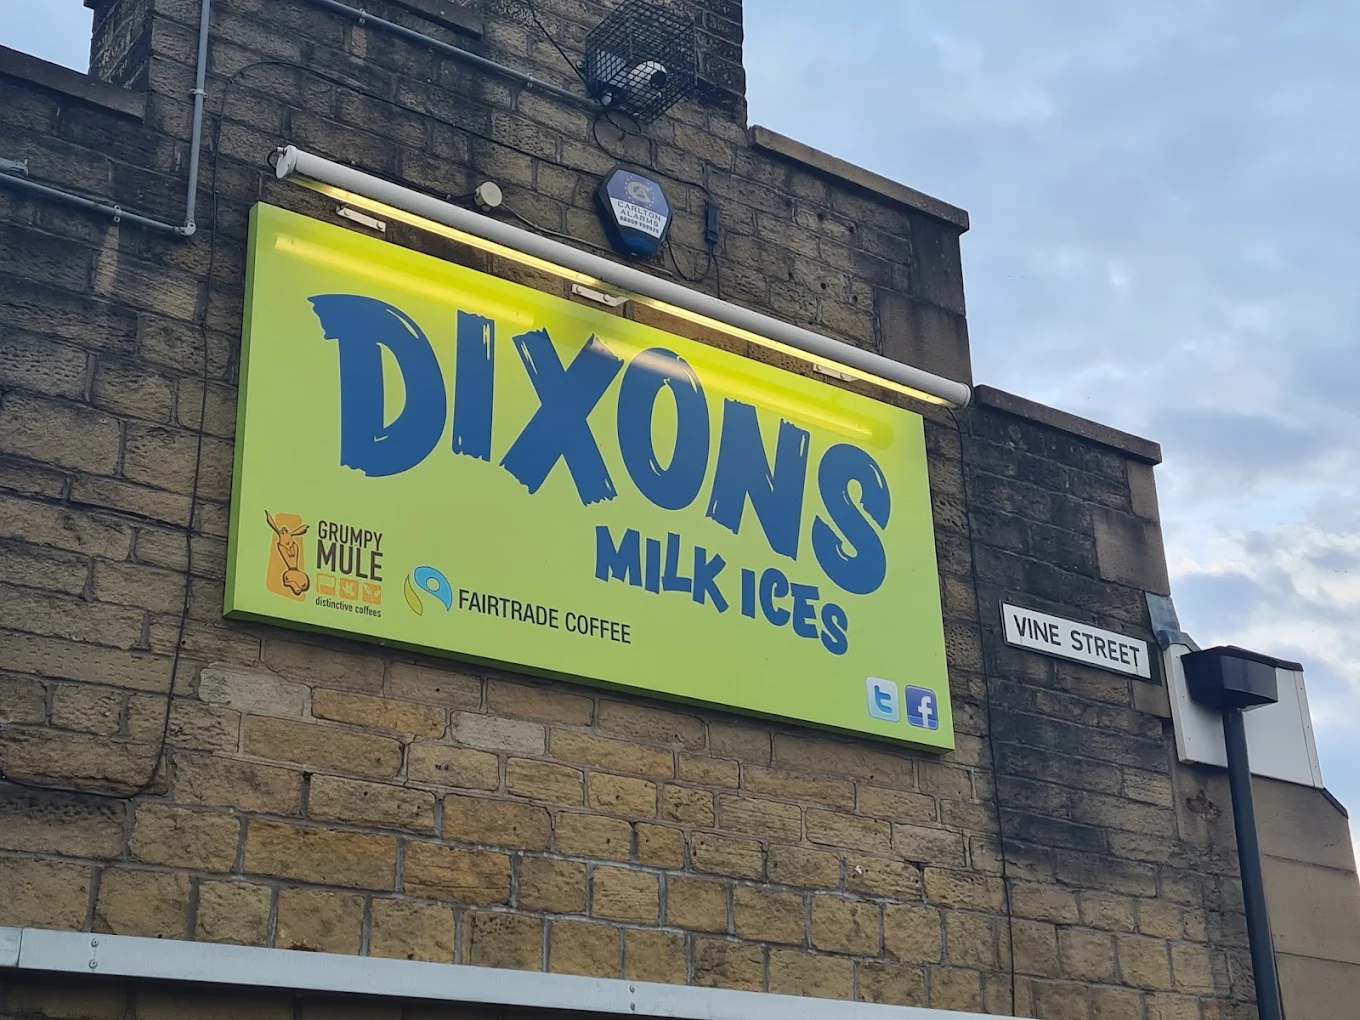 CARLTON
ALARMS
DIXONS
MILK ICES
GRUMPY
MULE
distinctive coffees
FAIRTRADE COFFEE
VINE STREET